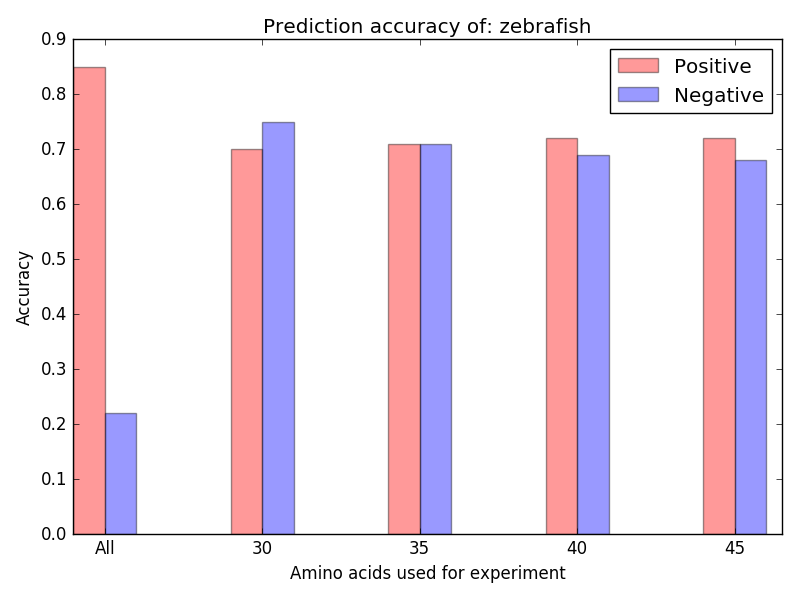 Prediction accuracy of: zebrafish
0.9
0.8
0.7
0.6
0.5
0.4
0.3
0.2
0.1
0.0
Accuracy
Positive
Negative
All 30 35 40 45
Amino acids used for experiment